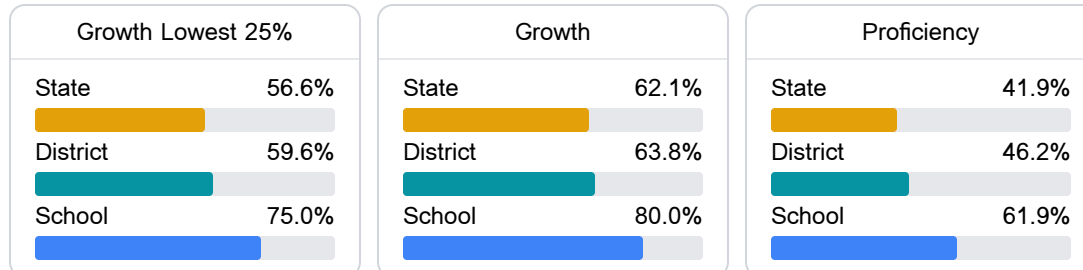 Growth Lowest 25%
State 56.6%
District 59.6%
School 75.0%
Growth
State 62.1%
District 63.8%
School 80.0%
Proficiency
State 41.9%
District 46.2%
School 61.9%